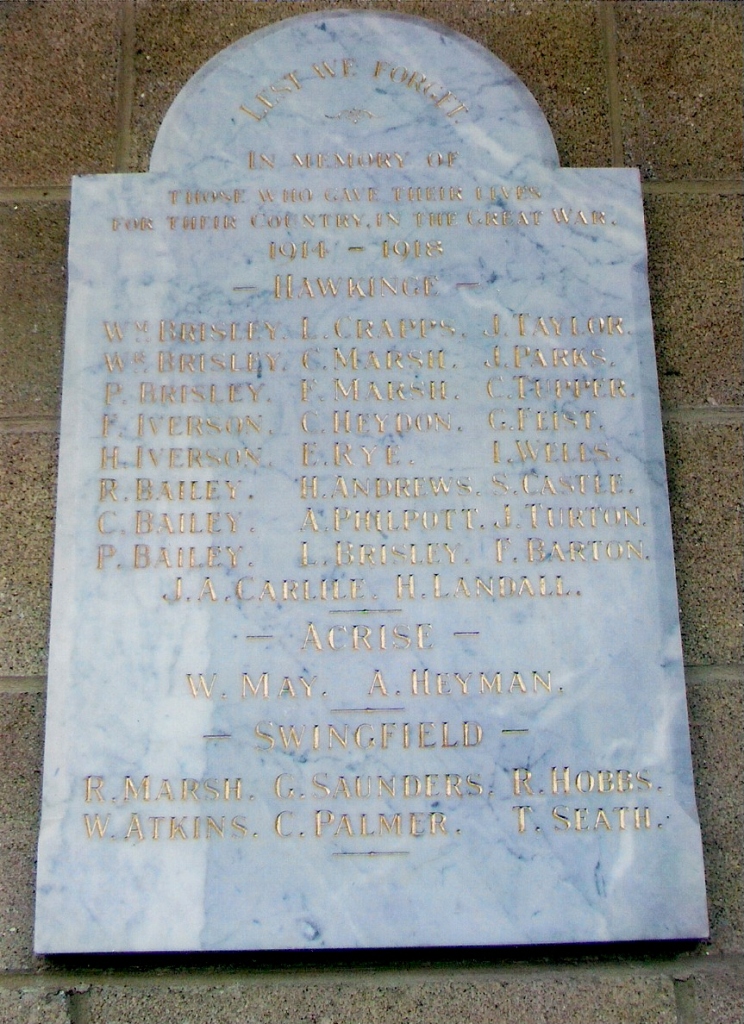 LEST WE FORGET
IN MEMORY OF
THOSE WHO GAVE THEIR LIVES
FOR THEIR COUNTRY, IN THE GREAT WAR.
1914 – 1918
– HAWKINGE –
WM BRISLEY. L. CRAPPS. J. TAYLOR.
WR BRISLEY. G. MARSH. J. PARKS.
P. BRISLEY. F. MARSH. C. TUPPER.
F. IVERSON. C. HEYDON. G. FEIST.
H. IVERSON. E. RYE. I. WELLS.
R. BAILEY. H. ANDREWS. S. CASTLE.
C. BAILEY. A. PHILPOTT. J. TURTON.
P. BAILEY. L. BRISLEY. F. BARTON.
J. A. CARLILE. H. LANDALL.
– ACRISE –
W. MAY. A. HEYMAN.
– SWINGFIELD –
R. MARSH. G. SAUNDERS. R. HOBBS.
W. ATKINS. C. PALMER. T. SEATH.